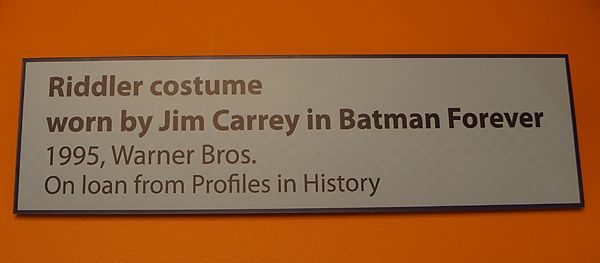 Riddler costume
worn by Jim Carrey in Batman Forever
1995, Warner Bros.
On loan from Profiles in History